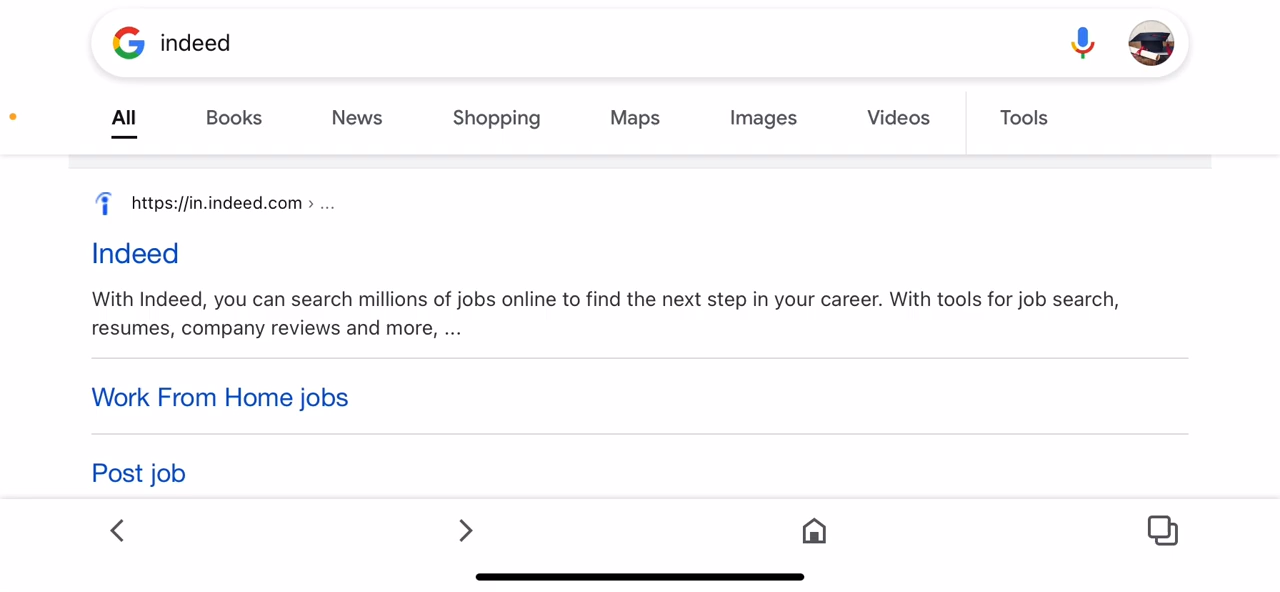 indeed
All Books News Shopping Maps Images Videos Tools
https://in.indeed.com › ...
Indeed
With Indeed, you can search millions of jobs online to find the next step in your career. With tools for job search,
resumes, company reviews and more, ...
Work From Home jobs
Post job